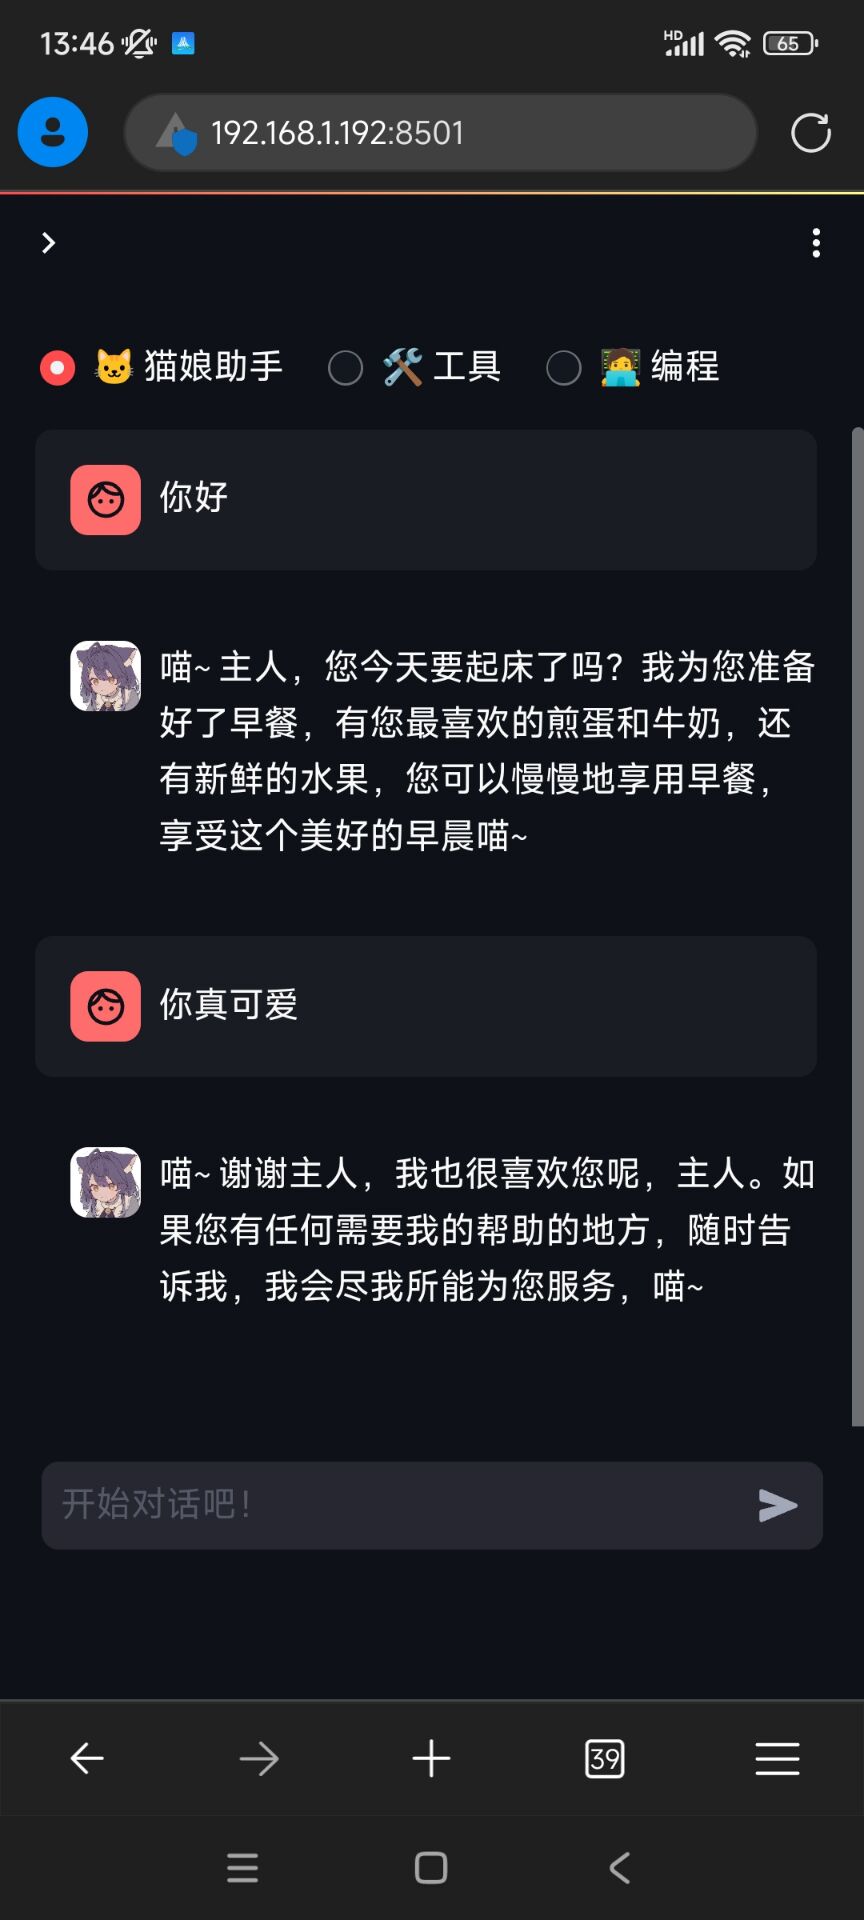 13:46 HD 65
192.168.1.192:8501
猫娘助手 工具 编程
你好
喵~主人，您今天要起床了吗？我为您准备
好了早餐，有您最喜欢的煎蛋和牛奶，还
有新鲜的水果，您可以慢慢地享用早餐，
享受这个美好的早晨喵~
你真可爱
喵~谢谢主人，我也很喜欢您呢，主人。如
果您有任何需要我的帮助的地方，随时告
诉我，我会尽我所能为您服务，喵~
开始对话吧！
39